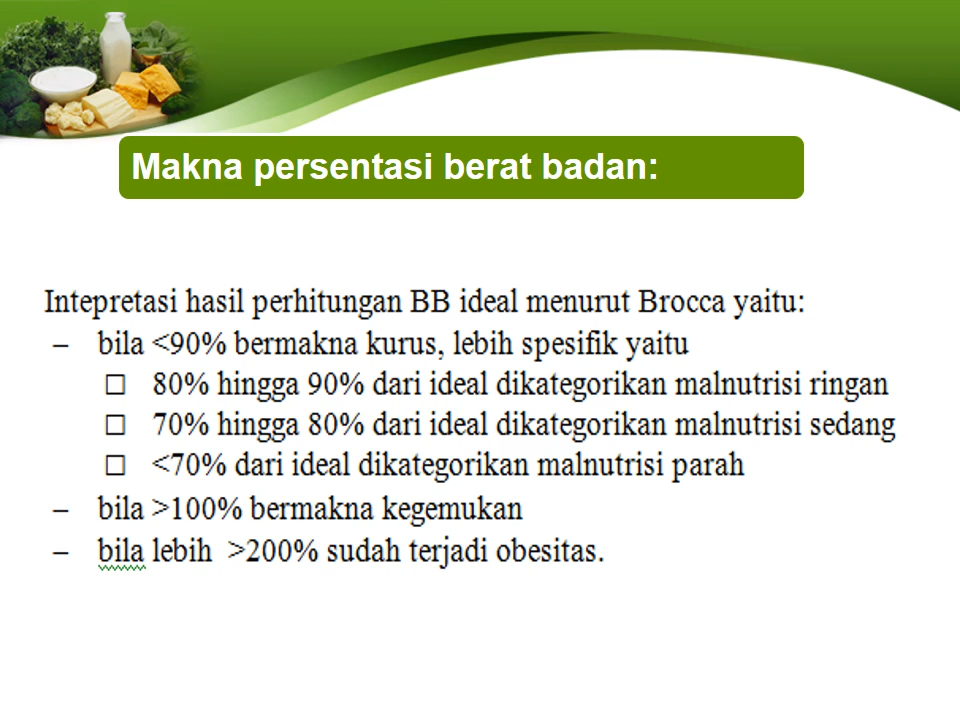 Makna persentasi berat badan:
Intepretasi hasil perhitungan BB ideal menurut Brocca yaitu:
– bila <90% bermakna kurus, lebih spesifik yaitu
□ 80% hingga 90% dari ideal dikategorikan malnutrisi ringan
□ 70% hingga 80% dari ideal dikategorikan malnutrisi sedang
□ <70% dari ideal dikategorikan malnutrisi parah
– bila >100% bermakna kegemukan
– bila lebih >200% sudah terjadi obesitas.